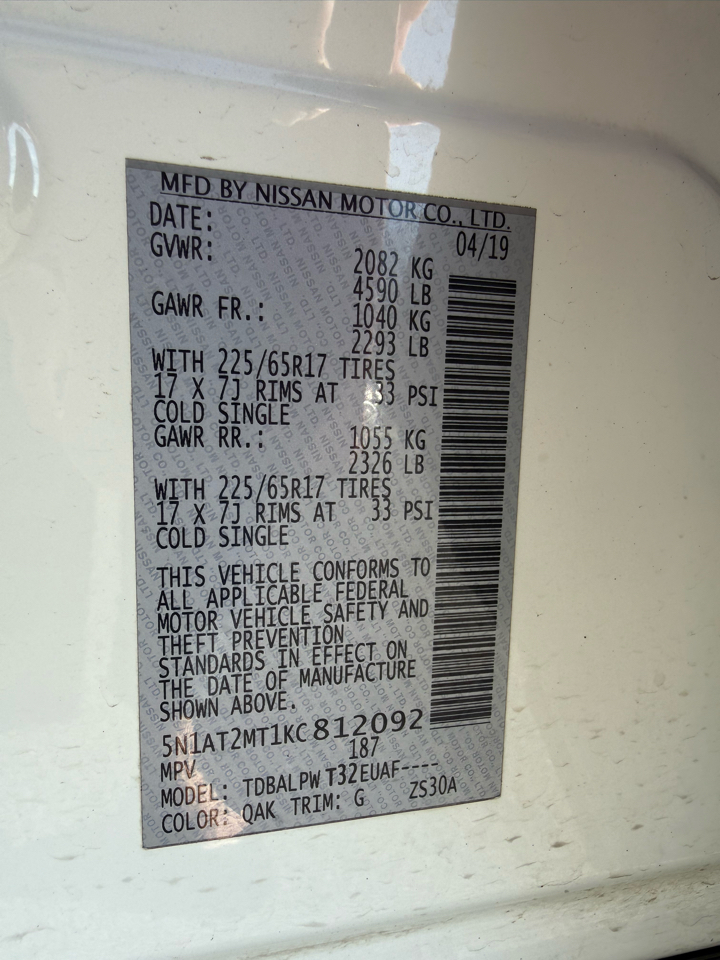 MFD BY NISSAN MOTOR CO., LTD.
DATE: 04/19
GVWR: 2082 KG
4590 LB
GAWR FR.: 1040 KG
2293 LB
WITH 225/65R17 TIRES
17 X 7J RIMS AT 33 PSI
COLD SINGLE
GAWR RR.: 1055 KG
2326 LB
WITH 225/65R17 TIRES
17 X 7J RIMS AT 33 PSI
COLD SINGLE
THIS VEHICLE CONFORMS TO
ALL APPLICABLE FEDERAL
MOTOR VEHICLE SAFETY AND
THEFT PREVENTION
STANDARDS IN EFFECT ON
THE DATE OF MANUFACTURE
SHOWN ABOVE.
5N1AT2MT1KC812092
MPV 187
MODEL: TDBALPWT32EUAF----
COLOR: QAK TRIM: G ZS30A